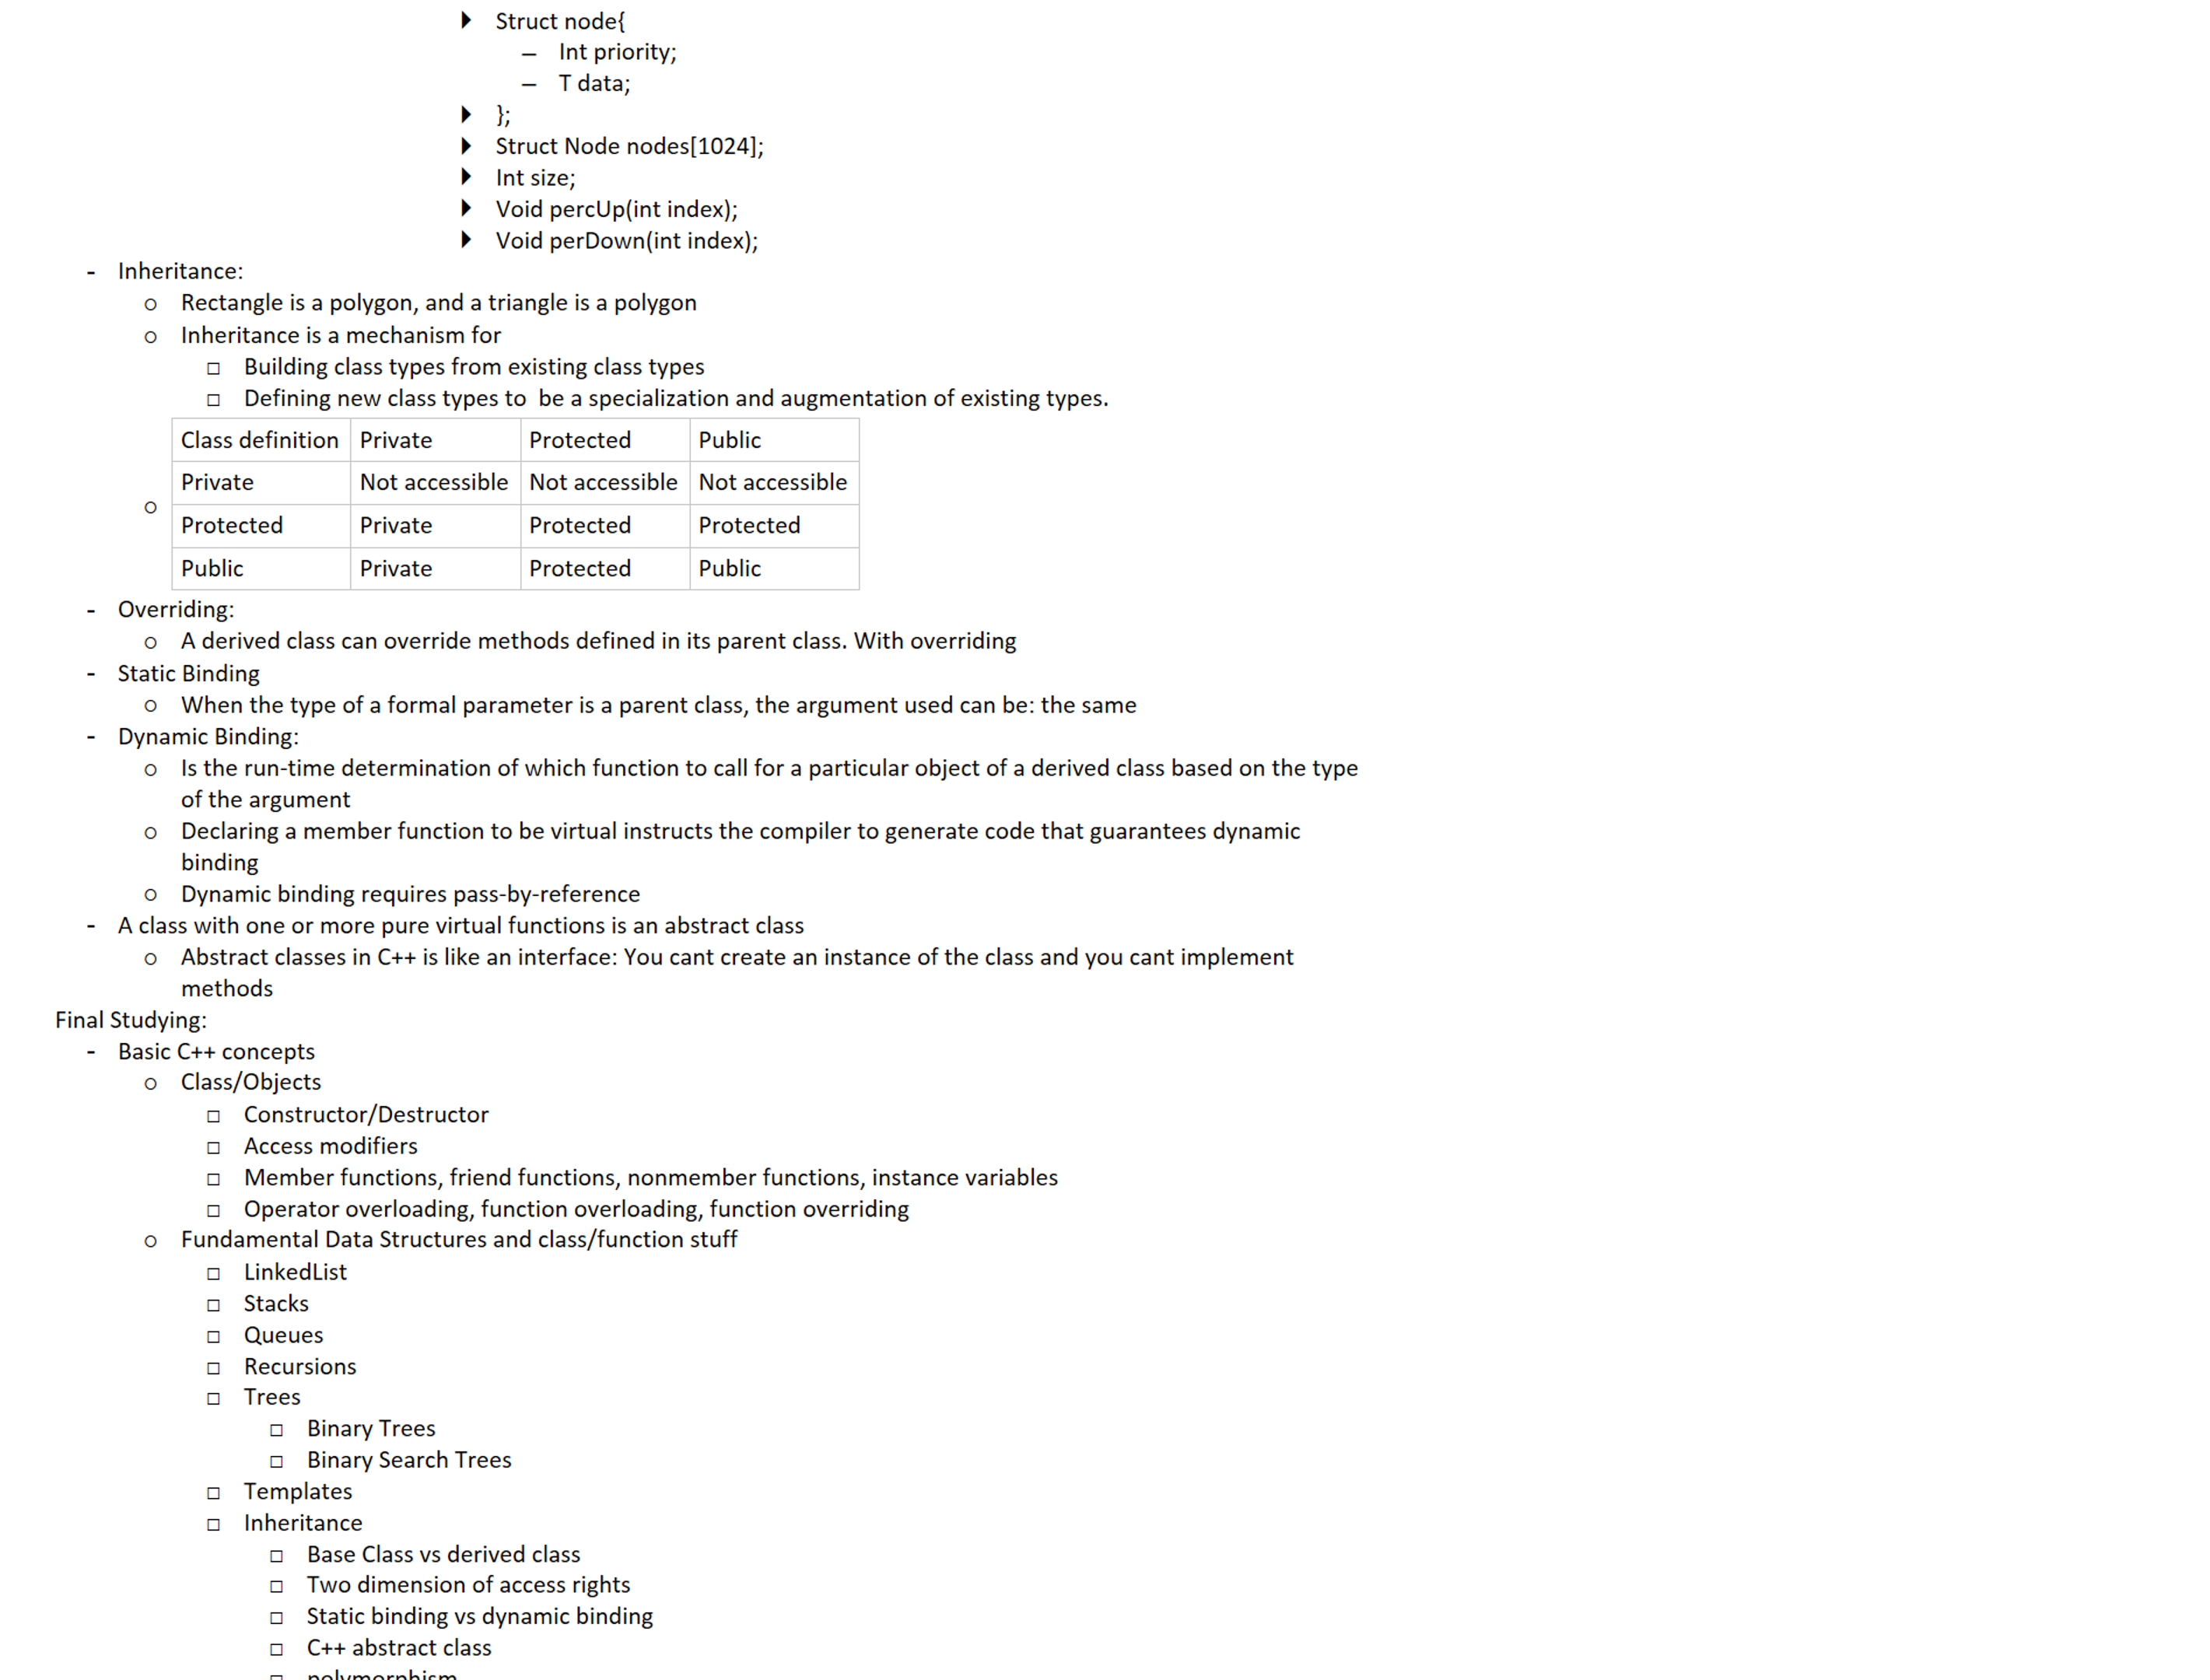 Struct node{
Int priority;
T data;
};
Struct Node nodes[1024];
Int size;
Void percUp(int index);
Void perDown(int index);
- Inheritance:
Rectangle is a polygon, and a triangle is a polygon
Inheritance is a mechanism for
Building class types from existing class types
Defining new class types to  be a specialization and augmentation of existing types.
Class definition Private Protected Public
Private Not accessible Not accessible Not accessible
Protected Private Protected Protected
Public Private Protected Public
- Overriding:
A derived class can override methods defined in its parent class. With overriding
- Static Binding
When the type of a formal parameter is a parent class, the argument used can be: the same
- Dynamic Binding:
Is the run-time determination of which function to call for a particular object of a derived class based on the type
of the argument
Declaring a member function to be virtual instructs the compiler to generate code that guarantees dynamic
binding
Dynamic binding requires pass-by-reference
- A class with one or more pure virtual functions is an abstract class
Abstract classes in C++ is like an interface: You cant create an instance of the class and you cant implement
methods
Final Studying:
- Basic C++ concepts
Class/Objects
Constructor/Destructor
Access modifiers
Member functions, friend functions, nonmember functions, instance variables
Operator overloading, function overloading, function overriding
Fundamental Data Structures and class/function stuff
LinkedList
Stacks
Queues
Recursions
Trees
Binary Trees
Binary Search Trees
Templates
Inheritance
Base Class vs derived class
Two dimension of access rights
Static binding vs dynamic binding
C++ abstract class
polymorphism